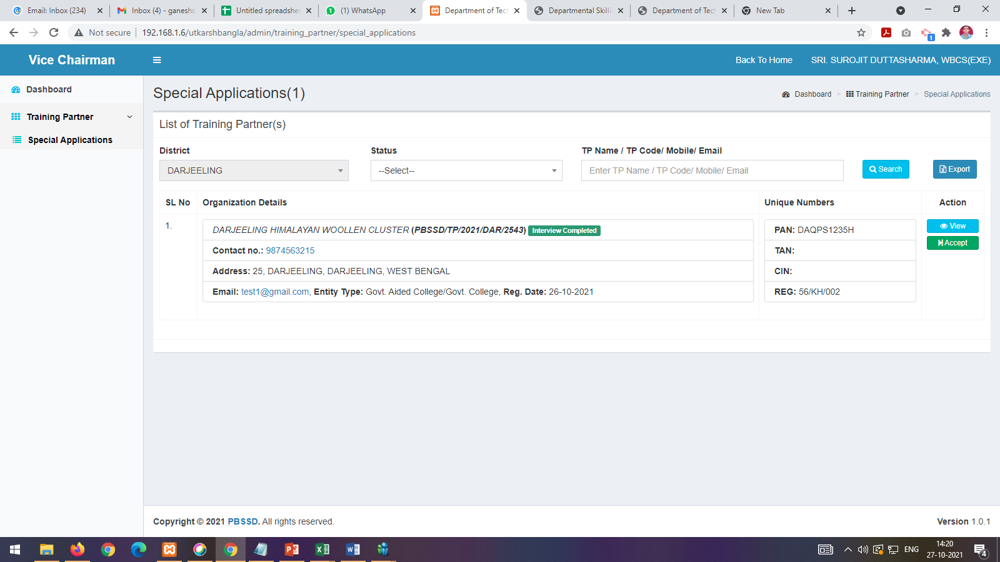 Email: Inbox (234)
Inbox (4) - ganeshs
Untitled spreadshe
(1) WhatsApp
Department of Tec
Departmental Skilli
Department of Tec
New Tab
Not secure
192.168.1.6/utkarshbangla/admin/training_partner/special_applications
1
Vice Chairman
Back To Home
SRI. SUROJIT DUTTASHARMA, WBCS(EXE)
Dashboard
Training Partner
Special Applications
Special Applications(1)
Dashboard > Training Partner > Special Applications
List of Training Partner(s)
District
Status
TP Name / TP Code/ Mobile/ Email
DARJEELING
--Select--
Enter TP Name / TP Code/ Mobile/ Email
Search
Export
SL No
Organization Details
Unique Numbers
Action
1.
DARJEELING HIMALAYAN WOOLLEN CLUSTER (PBSSD/TP/2021/DAR/2543) Interview Completed
Contact no.: 9874563215
Address: 25, DARJEELING, DARJEELING, WEST BENGAL
Email: test1@gmail.com, Entity Type: Govt. Aided College/Govt. College, Reg. Date: 26-10-2021
PAN: DAQPS1235H
TAN:
CIN:
REG: 56/KH/002
View
Accept
Copyright © 2021 PBSSD. All rights reserved.
Version 1.0.1
ENG
14:20
27-10-2021
4